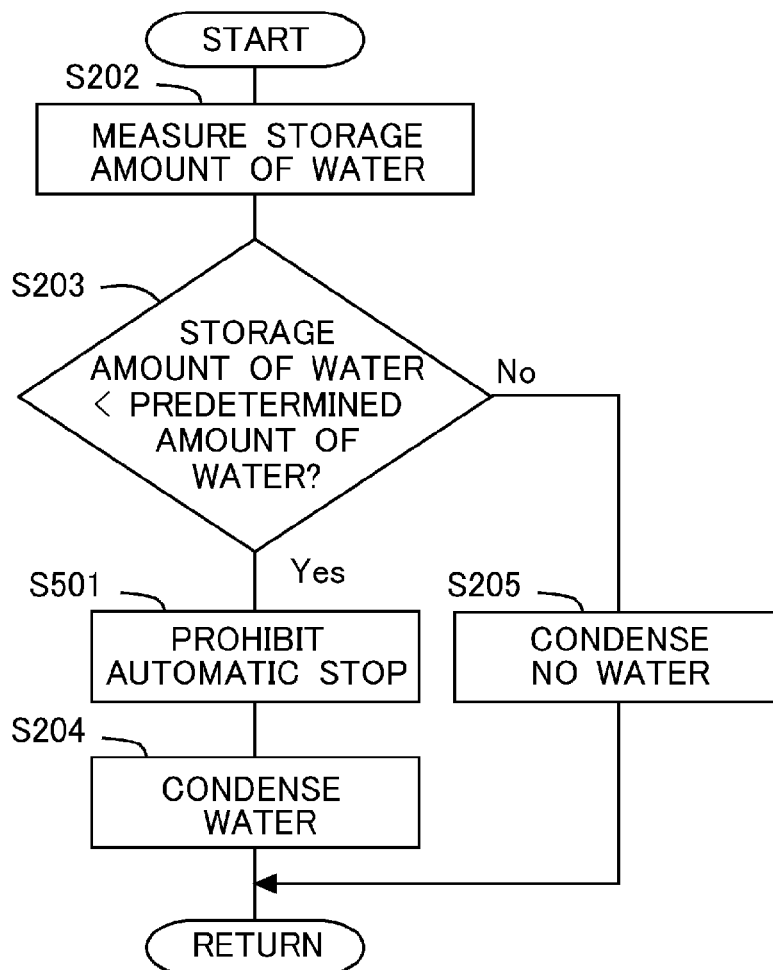 START
S202
MEASURE STORAGE
AMOUNT OF WATER
S203
STORAGE
AMOUNT OF WATER
< PREDETERMINED
AMOUNT OF
WATER?
No
Yes
S501
PROHIBIT
AUTOMATIC STOP
S205
CONDENSE
NO WATER
S204
CONDENSE
WATER
RETURN